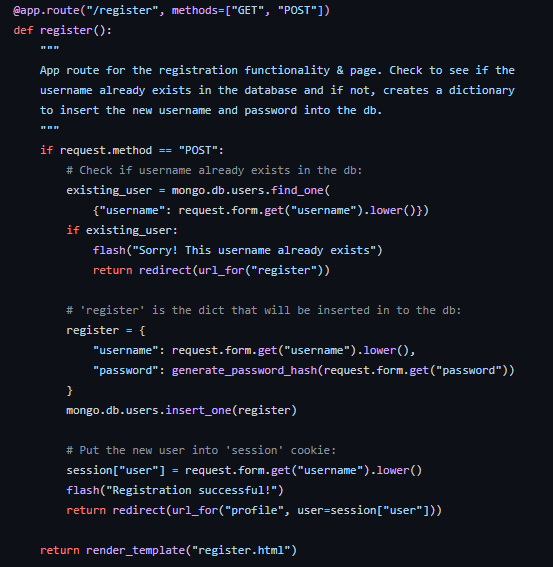 @app.route("/register", methods=["GET", "POST"])
def register():
    """
    App route for the registration functionality & page. Check to see if the
    username already exists in the database and if not, creates a dictionary
    to insert the new username and password into the db.
    """
    if request.method == "POST":
        # Check if username already exists in the db:
        existing_user = mongo.db.users.find_one(
            {"username": request.form.get("username").lower()})
        if existing_user:
            flash("Sorry! This username already exists")
            return redirect(url_for("register"))

        # 'register' is the dict that will be inserted in to the db:
        register = {
            "username": request.form.get("username").lower(),
            "password": generate_password_hash(request.form.get("password"))
        }
        mongo.db.users.insert_one(register)

        # Put the new user into 'session' cookie:
        session["user"] = request.form.get("username").lower()
        flash("Registration successful!")
        return redirect(url_for("profile", user=session["user"]))

    return render_template("register.html")